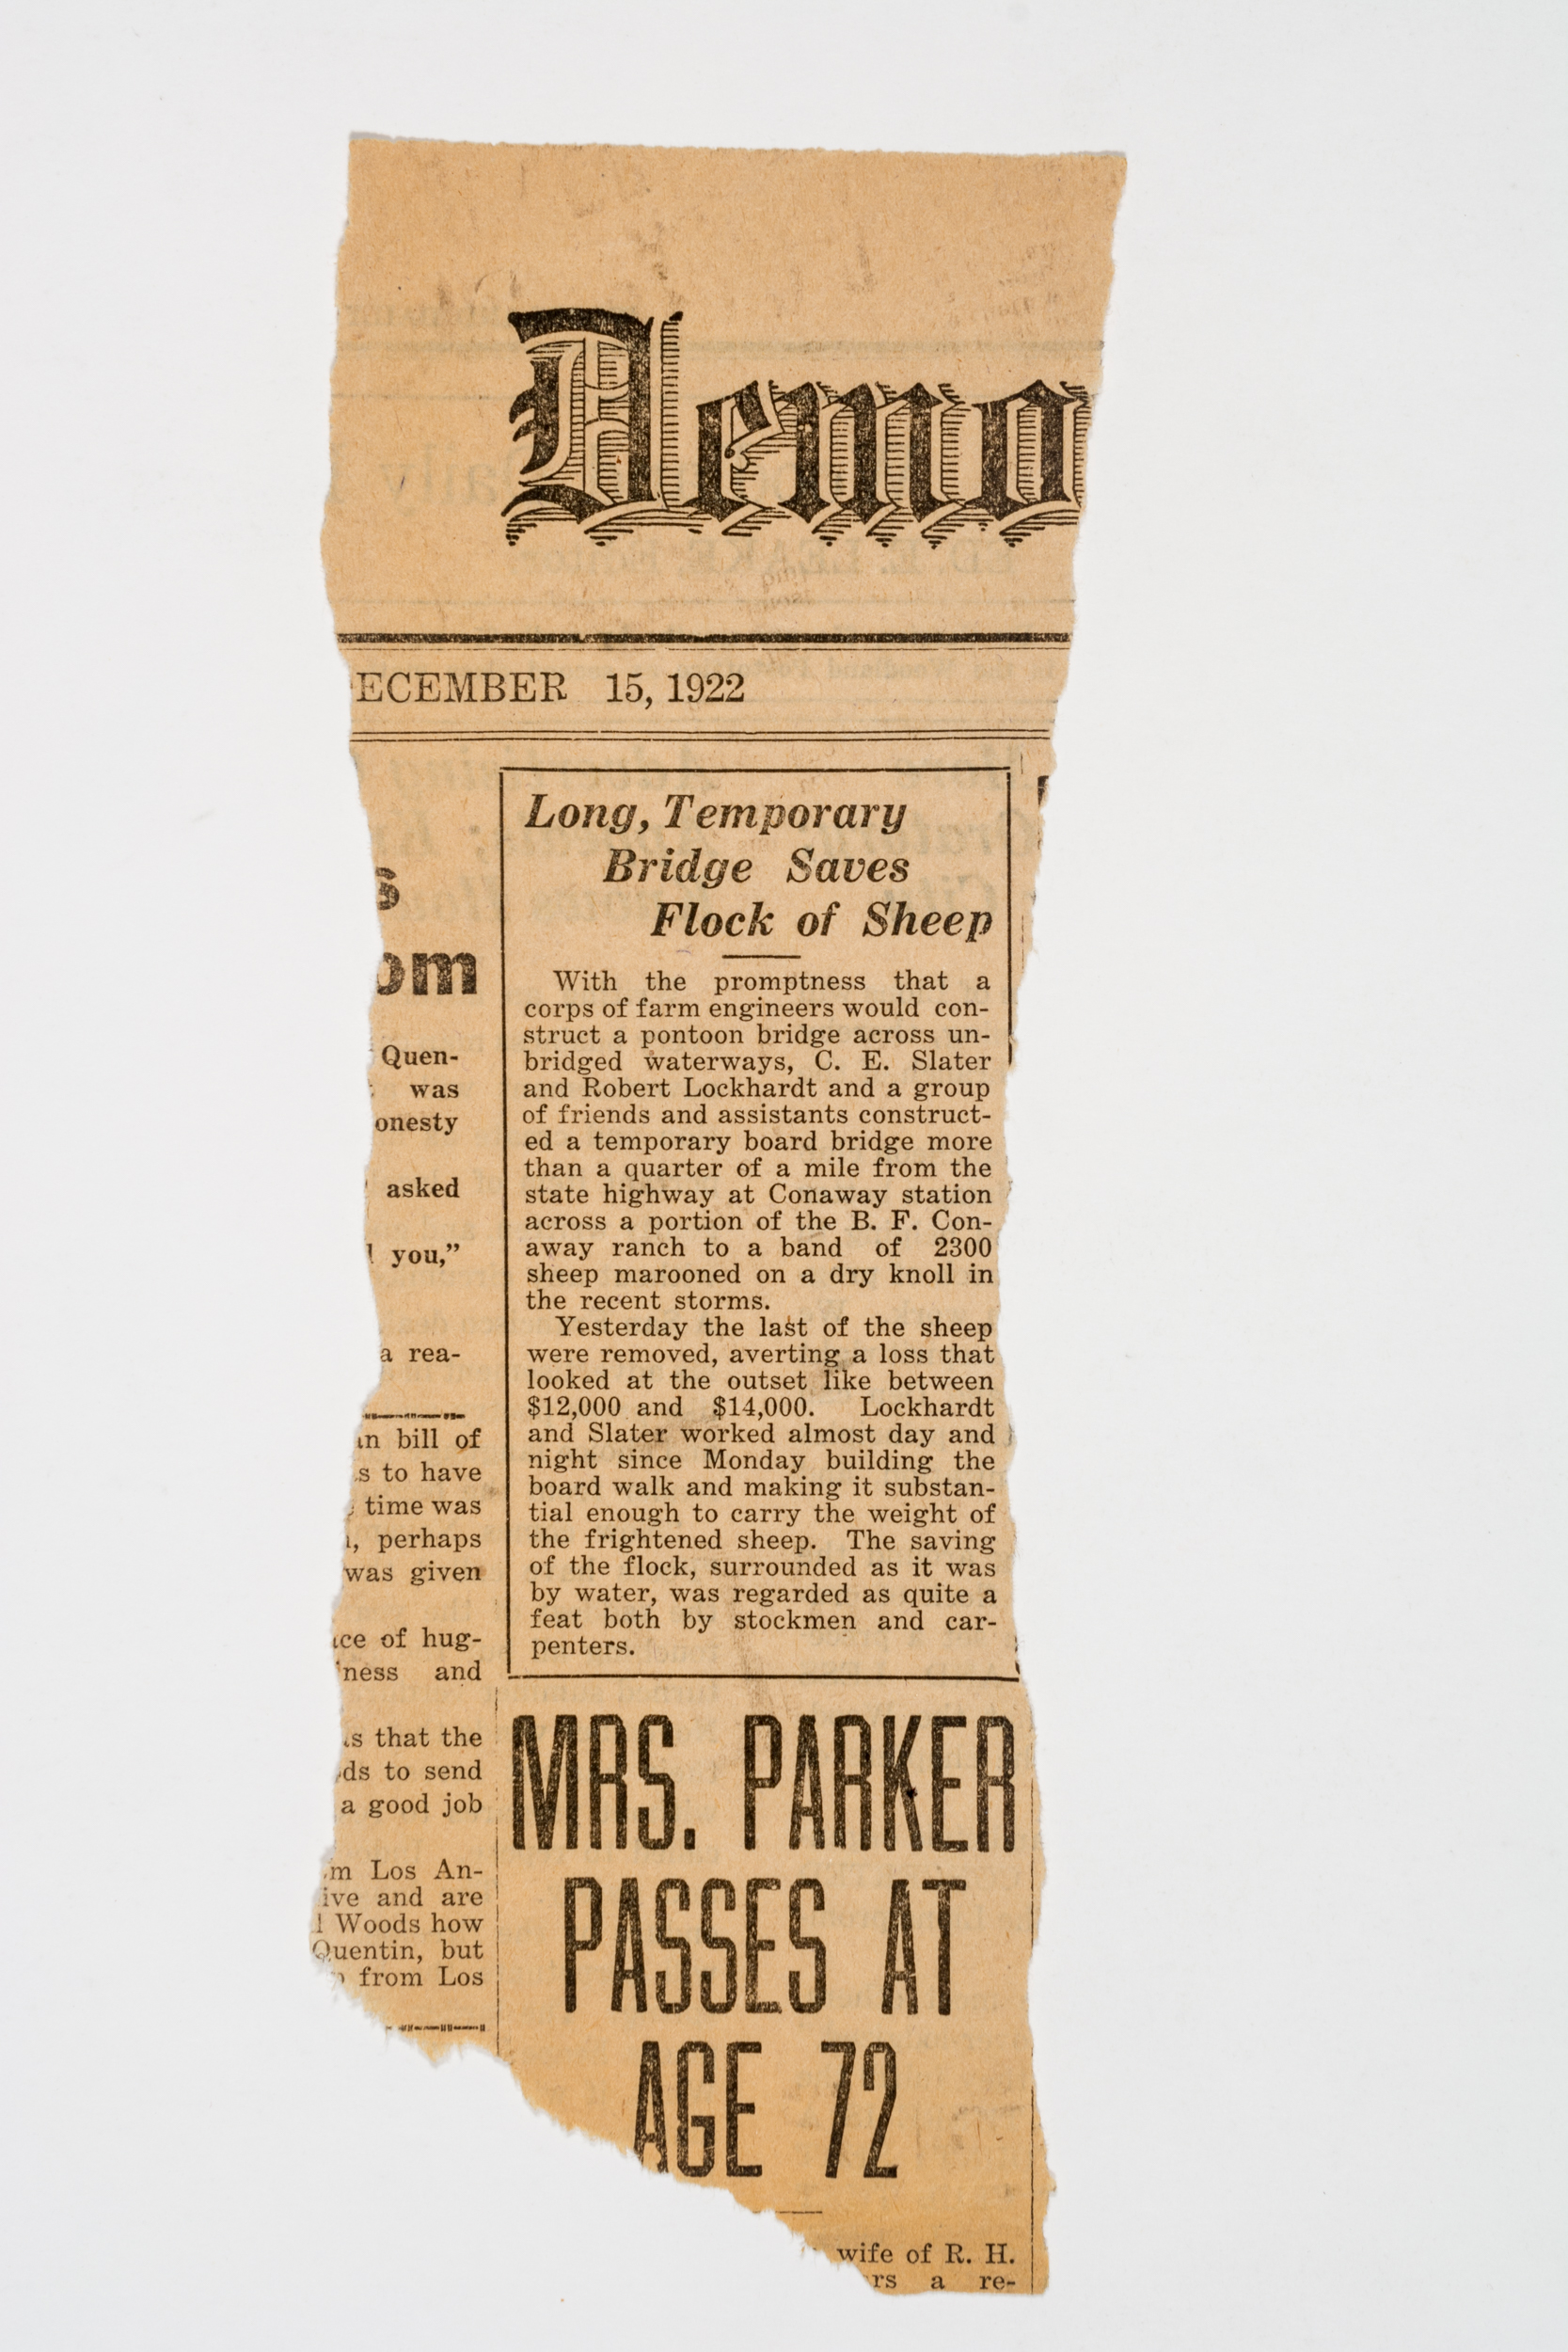 Demo
ECEMBER 15, 1922
s
om
Quen-
was
onesty
asked
you,"
a rea-
in bill of
s to have
time was
perhaps
was given
ice of hug-
iness and
is that the
ds to send
a good job
m Los An-
ive and are
Woods how
Quentin, but
from Los
Long, Temporary
Bridge Saves
Flock of Sheep
With the promptness that a
corps of farm engineers would con-
struct a pontoon bridge across un-
bridged waterways, C. E. Slater
and Robert Lockhardt and a group
of friends and assistants construct-
ed a temporary board bridge more
than a quarter of a mile from the
state highway at Conaway station
across a portion of the B. F. Con-
away ranch to a band of 2300
sheep marooned on a dry knoll in
the recent storms.
Yesterday the last of the sheep
were removed, averting a loss that
looked at the outset like between
$12,000 and $14,000. Lockhardt
and Slater worked almost day and
night since Monday building the
board walk and making it substan-
tial enough to carry the weight of
the frightened sheep. The saving
of the flock, surrounded as it was
by water, was regarded as quite a
feat both by stockmen and car-
penters.
MRS. PARKER
PASSES AT
AGE 72
wife of R. H.
rs a re-